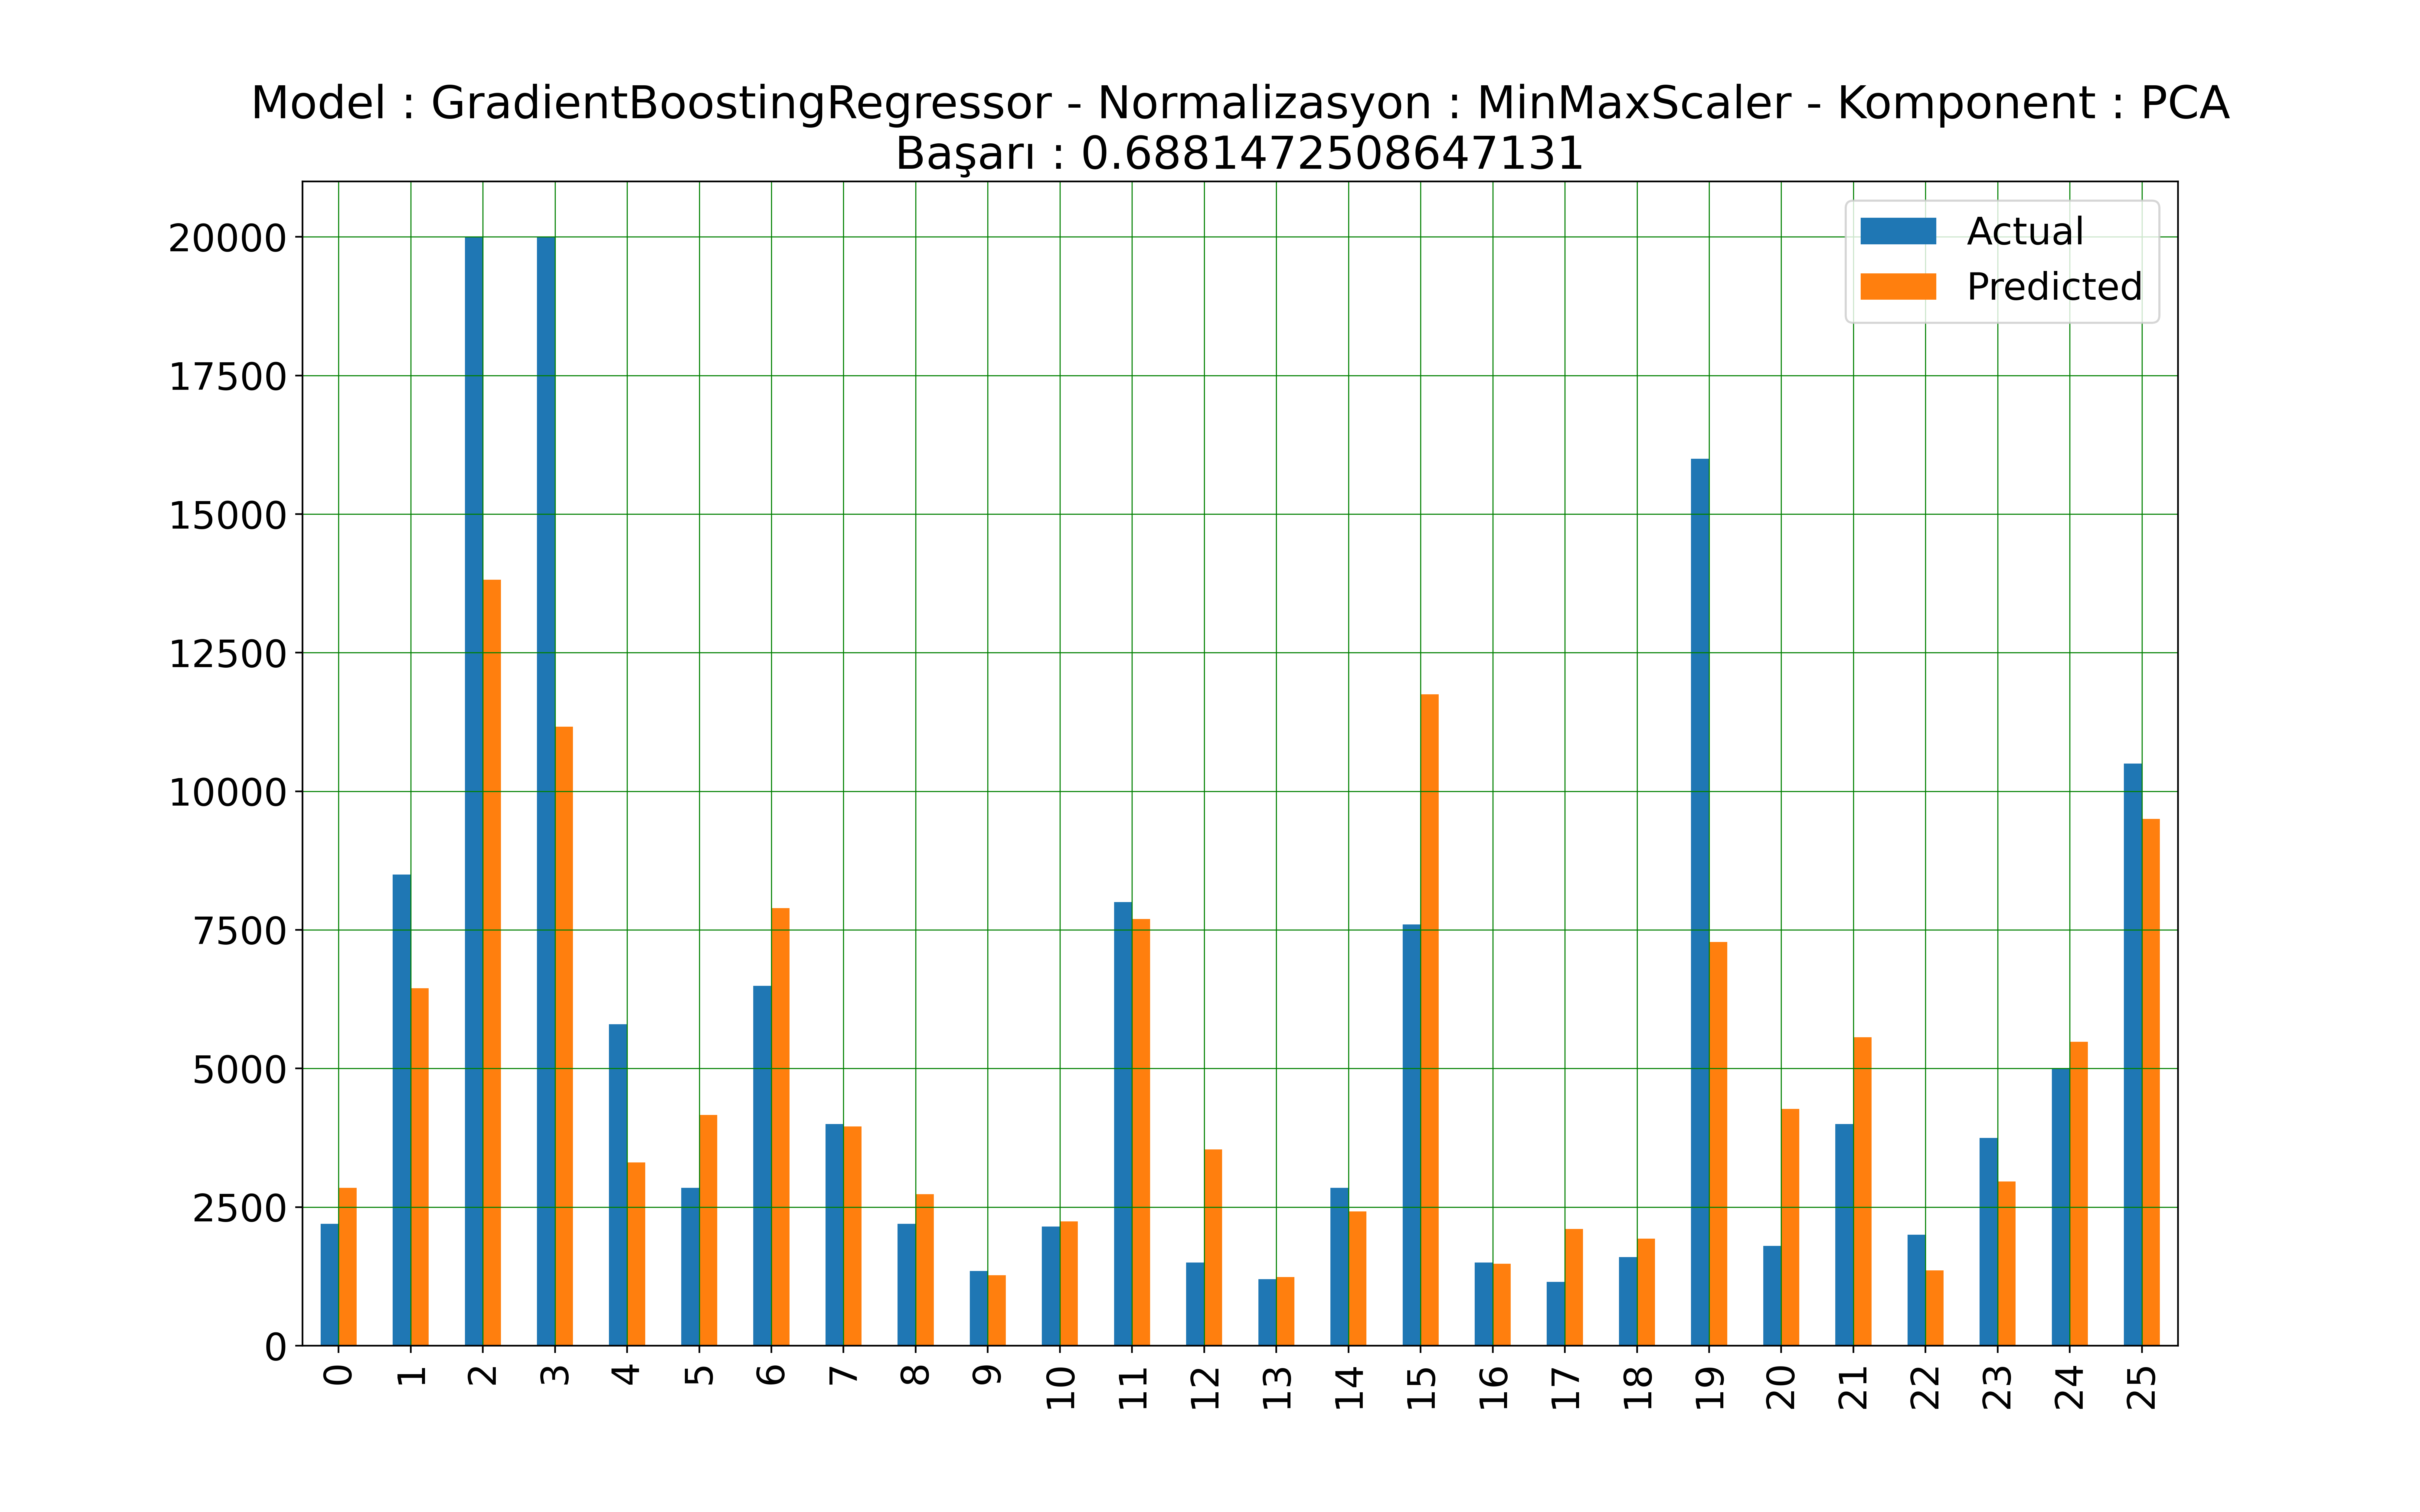 Model : GradientBoostingRegressor - Normalizasyon : MinMaxScaler - Komponent : PCA
Başarı : 0.6881472508647131
Actual
Predicted
20000
17500
15000
12500
10000
7500
5000
2500
0
0 1 2 3 4 5 6 7 8 9 10 11 12 13 14 15 16 17 18 19 20 21 22 23 24 25